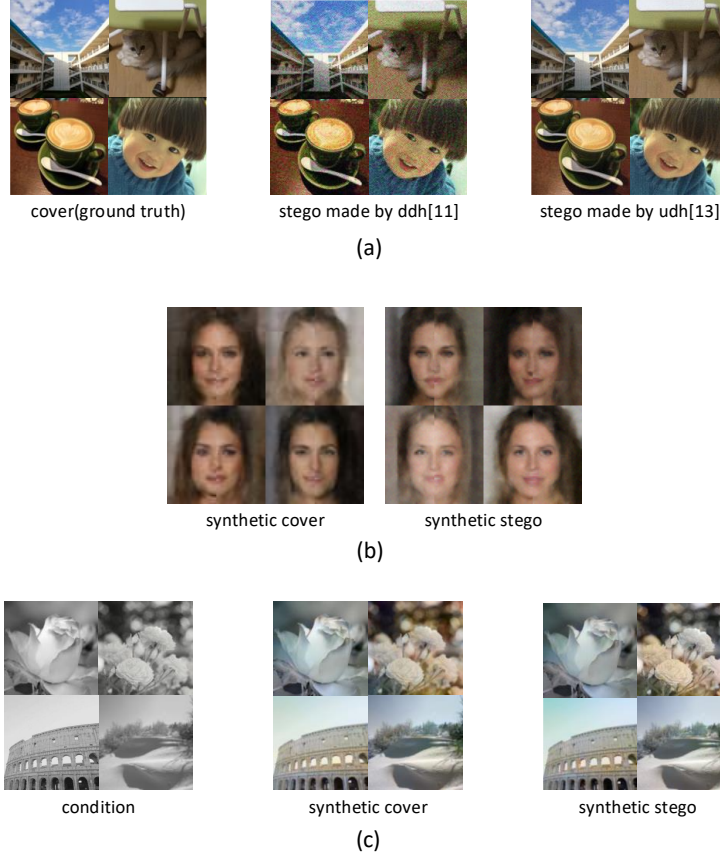 cover(ground truth)
stego made by ddh[11]
stego made by udh[13]
(a)
synthetic cover
synthetic stego
(b)
condition
synthetic cover
synthetic stego
(c)